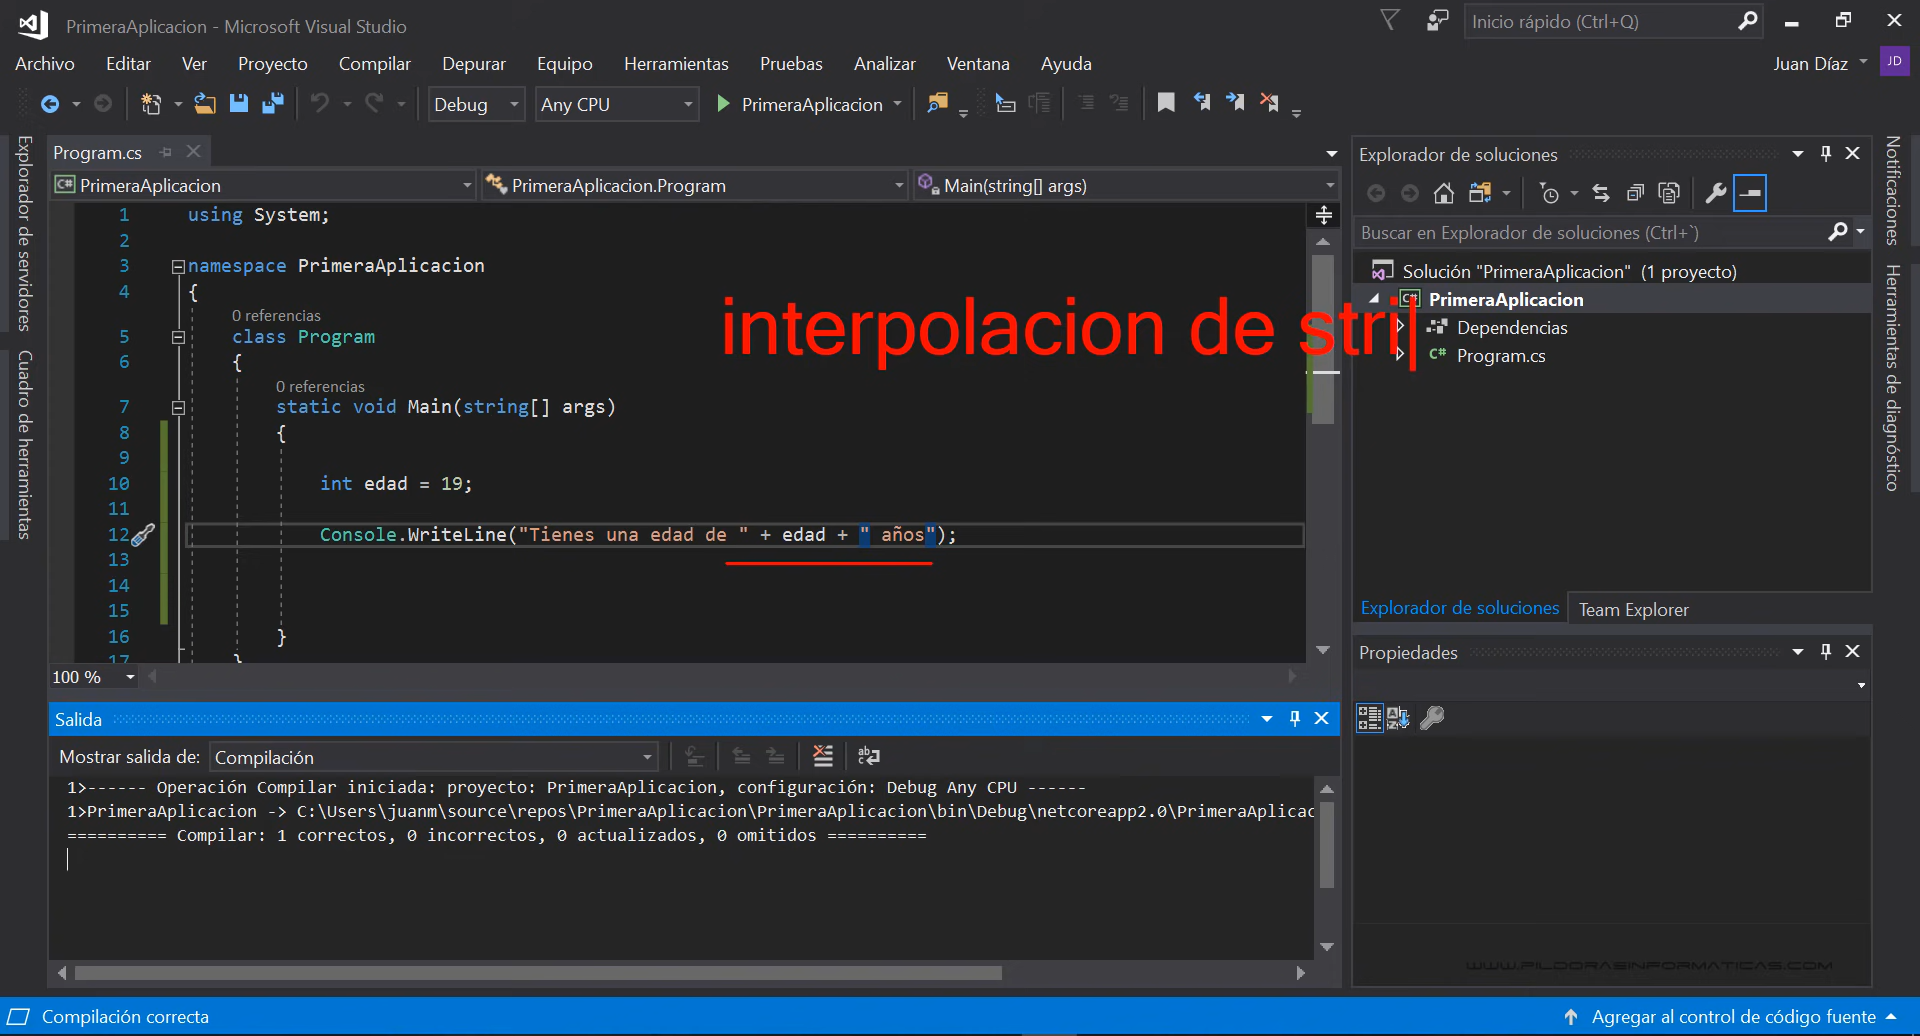 PrimeraAplicacion - Microsoft Visual Studio
Inicio rápido (Ctrl+Q)
Archivo Editar Ver Proyecto Compilar Depurar Equipo Herramientas Pruebas Analizar Ventana Ayuda
Juan Díaz JD
Debug Any CPU PrimeraAplicacion
Explorador de servidores
Cuadro de herramientas
Program.cs
C# PrimeraAplicacion PrimeraAplicacion.Program Main(string[] args)
1 using System;
2
3 namespace PrimeraAplicacion
4 {
0 referencias
5 class Program
6 {
0 referencias
7 static void Main(string[] args)
8 {
9
10 int edad = 19;
11
12 Console.WriteLine("Tienes una edad de " + edad + " años");
13
14
15
16 }
17 }
interpolacion de stri
100 %
Salida
Mostrar salida de: Compilación
1>------ Operación Compilar iniciada: proyecto: PrimeraAplicacion, configuración: Debug Any CPU ------
1>PrimeraAplicacion -> C:\Users\juanm\source\repos\PrimeraAplicacion\PrimeraAplicacion\bin\Debug\netcoreapp2.0\PrimeraAplicac
========== Compilar: 1 correctos, 0 incorrectos, 0 actualizados, 0 omitidos ==========
Explorador de soluciones
Buscar en Explorador de soluciones (Ctrl+`)
Solución "PrimeraAplicacion" (1 proyecto)
C# PrimeraAplicacion
Dependencias
C# Program.cs
Explorador de soluciones Team Explorer
Propiedades
WWW.PILDORASINFORMATICAS.COM
Notificaciones
Herramientas de diagnóstico
Compilación correcta
Agregar al control de código fuente